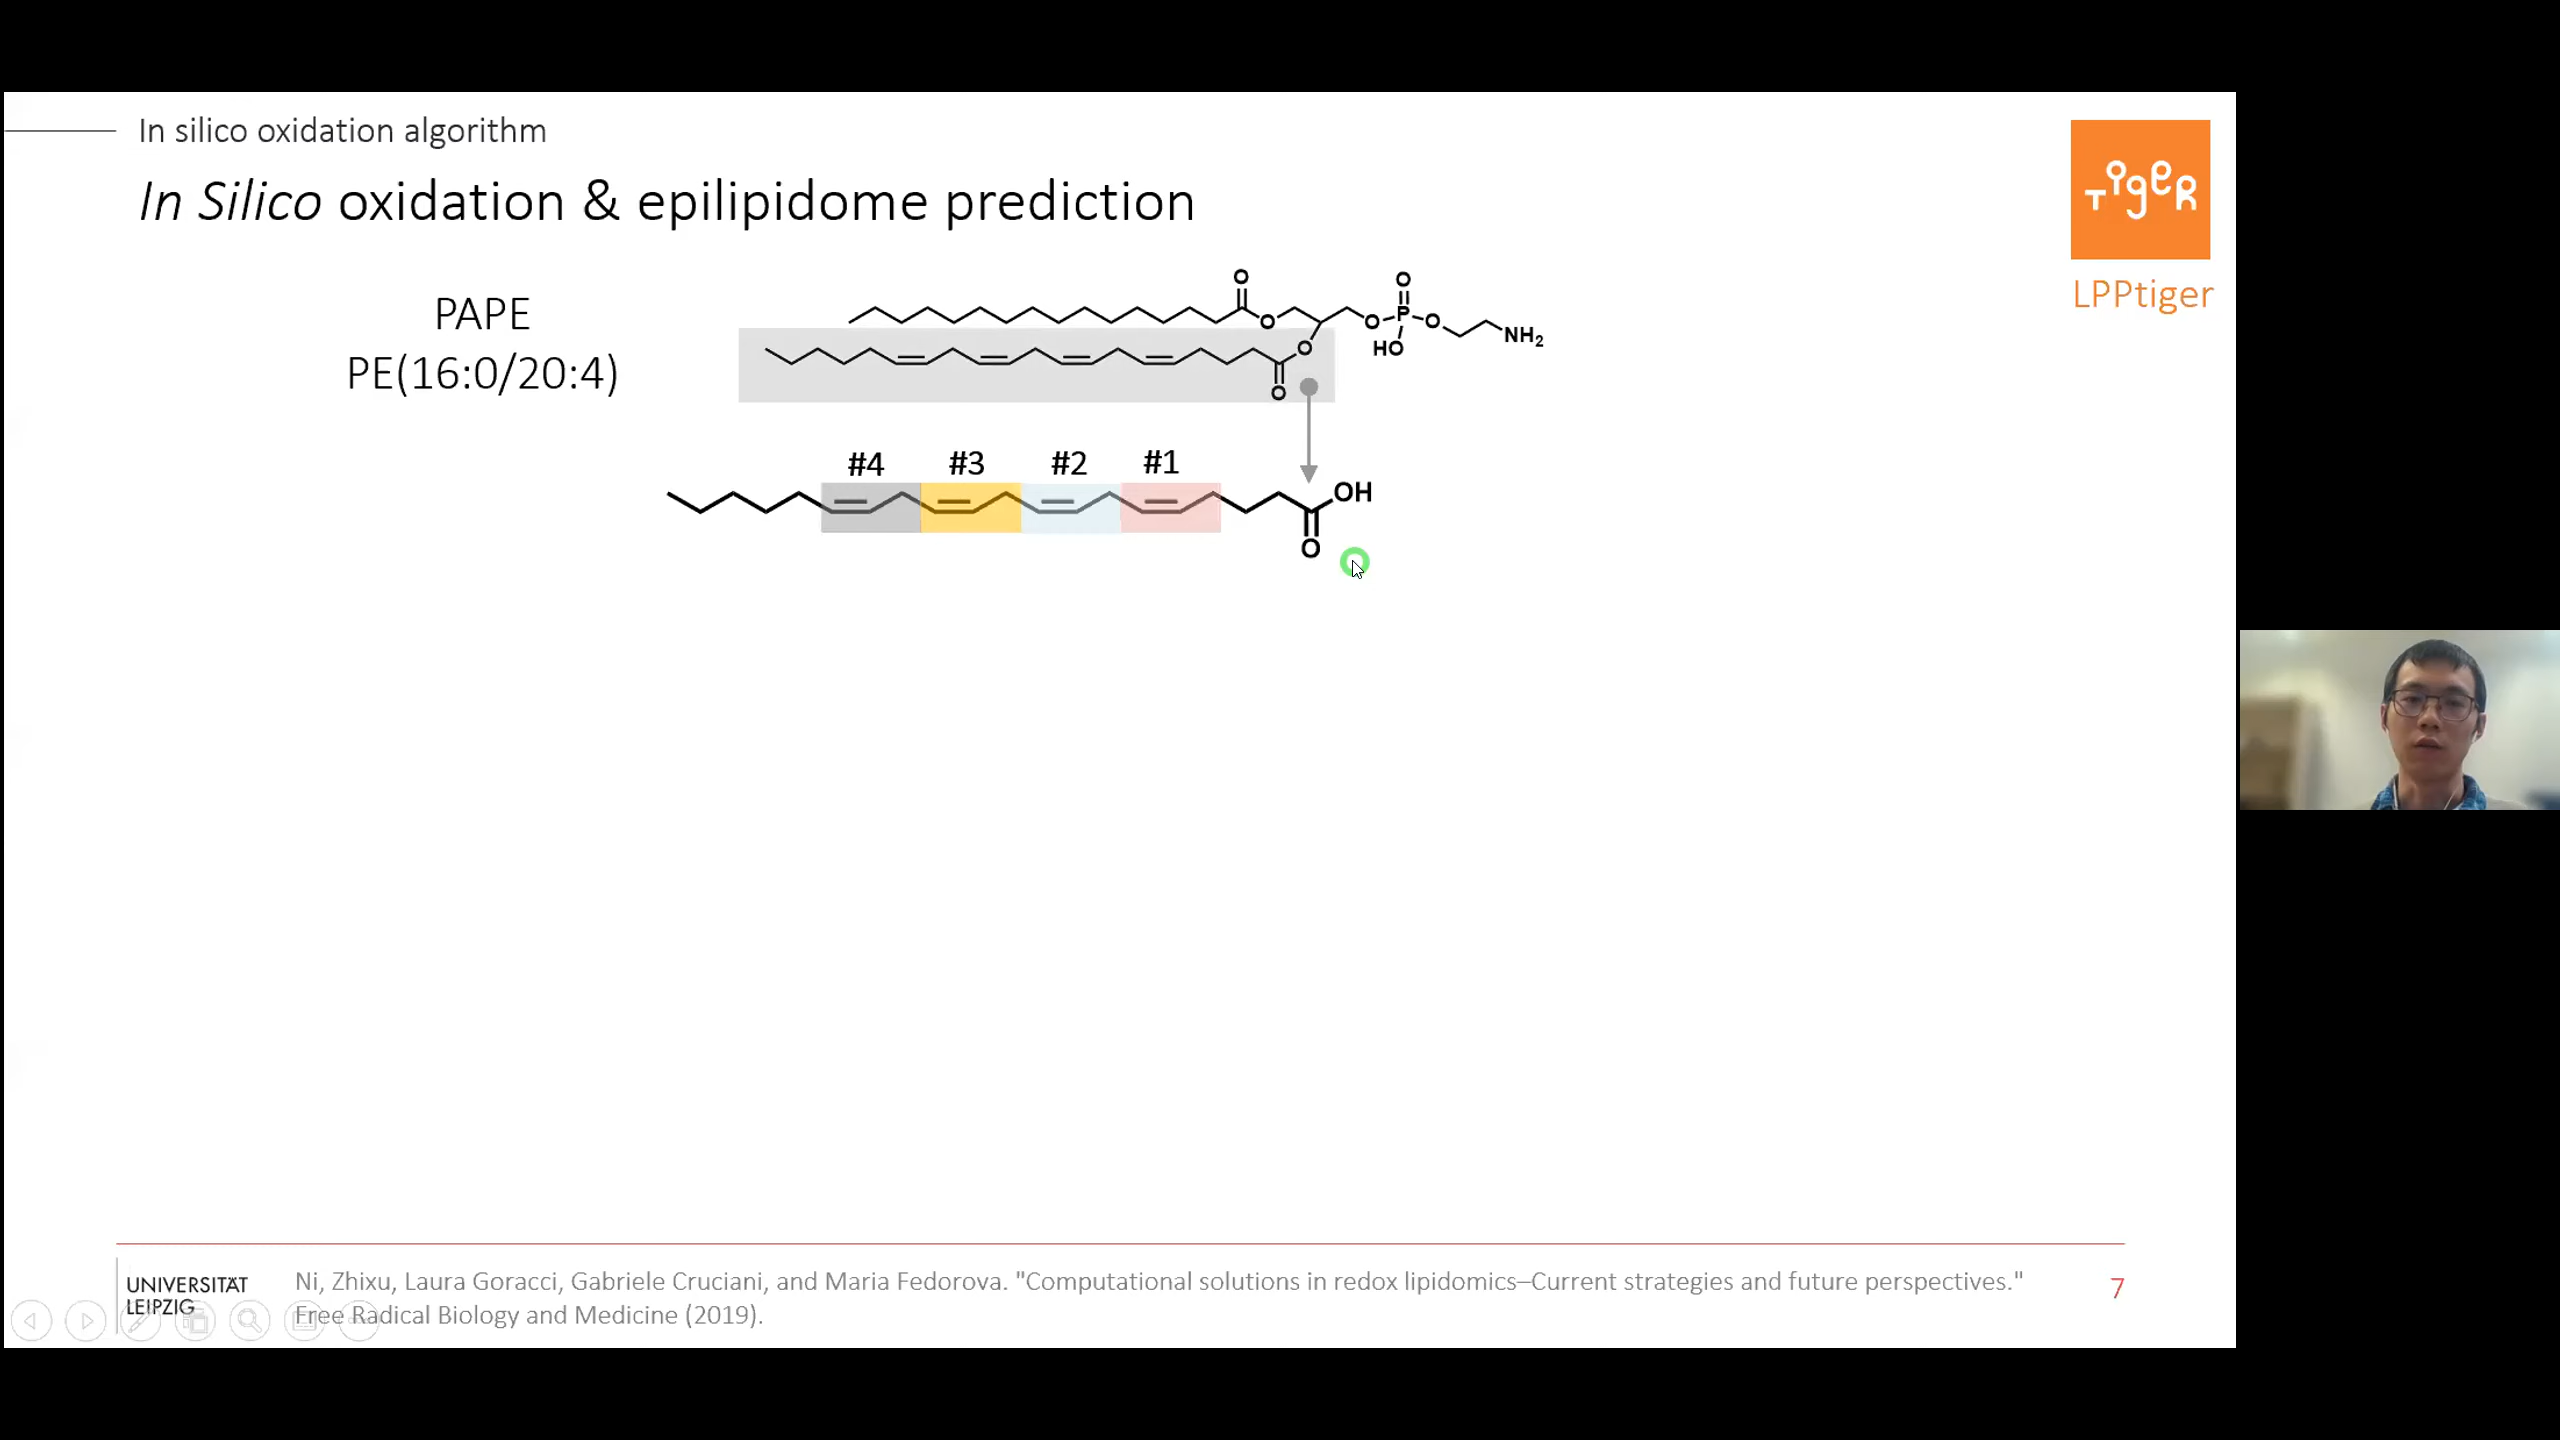 In silico oxidation algorithm
In Silico oxidation & epilipidome prediction
TIGER
LPPtiger
PAPE
PE(16:0/20:4)
O
O
O
O
O
P
O
HO
NH2
#4
#3
#2
#1
OH
O
UNIVERSITÄT
LEIPZIG
Ni, Zhixu, Laura Goracci, Gabriele Cruciani, and Maria Fedorova. "Computational solutions in redox lipidomics–Current strategies and future perspectives."
Free Radical Biology and Medicine (2019).
7